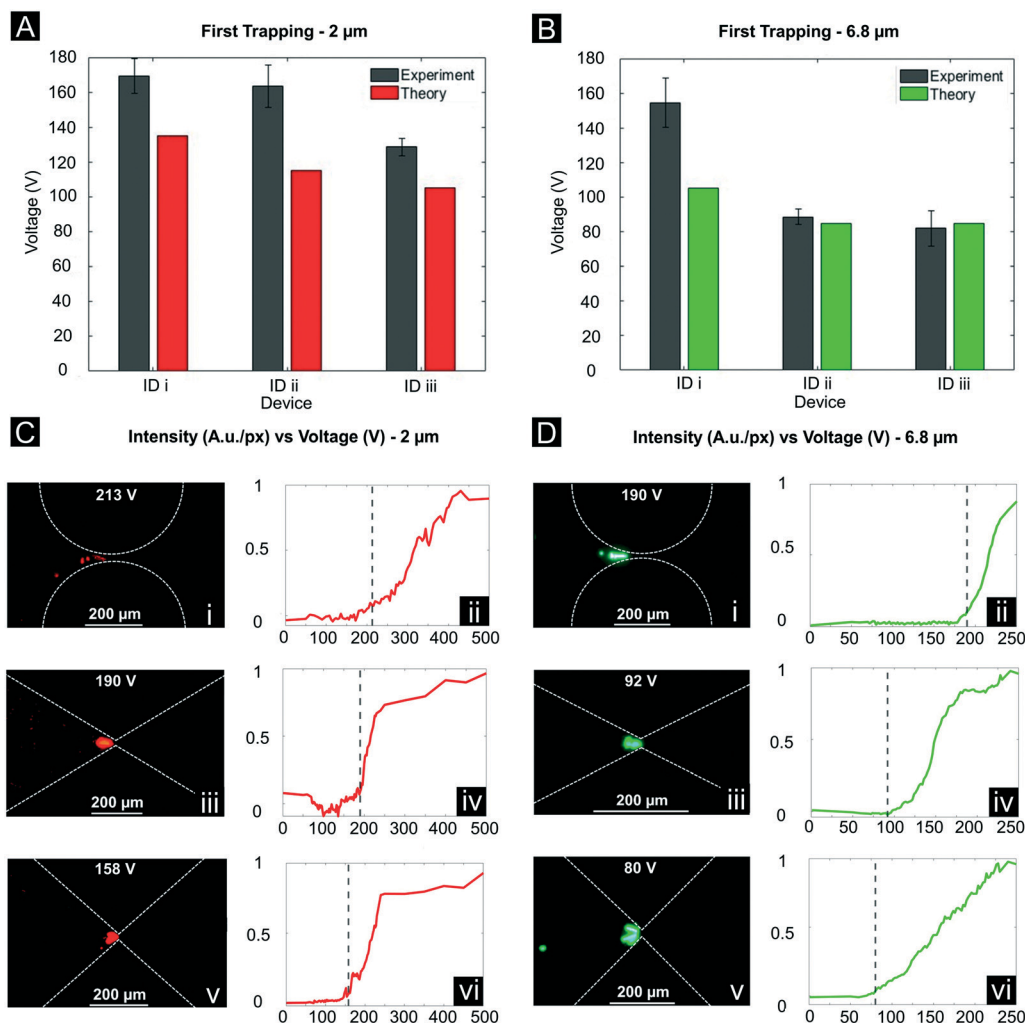 A
First Trapping - 2 µm
Voltage (V)
180
160
140
120
100
80
60
40
20
0
Experiment
Theory
ID i
ID ii
ID iii
Device
B
First Trapping - 6.8 µm
Voltage (V)
180
160
140
120
100
80
60
40
20
0
Experiment
Theory
ID i
ID ii
ID iii
Device
C
Intensity (A.u./px) vs Voltage (V) - 2 µm
213 V
200 µm
i
1
0.5
0
0 100 200 300 400 500
ii
190 V
200 µm
iii
1
0.5
0
0 100 200 300 400 500
iv
158 V
200 µm
v
1
0.5
0
0 100 200 300 400 500
vi
D
Intensity (A.u./px) vs Voltage (V) - 6.8 µm
190 V
200 µm
i
1
0.5
0
0 50 100 150 200 250
ii
92 V
200 µm
iii
1
0.5
0
0 50 100 150 200 250
iv
80 V
200 µm
v
1
0.5
0
0 50 100 150 200 250
vi